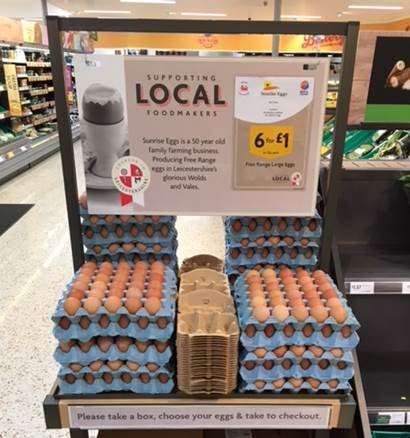 SUPPORTING
LOCAL
FOODMAKERS
Sunrise Eggs is a 50 year old
family farming business.
Producing Free Range
eggs in Leicestershire's
glorious Wolds
and Vales.
Sunrise Eggs
6 for £1
Free Range Large Eggs
LOCAL
Please take a box, choose your eggs & take to checkout.